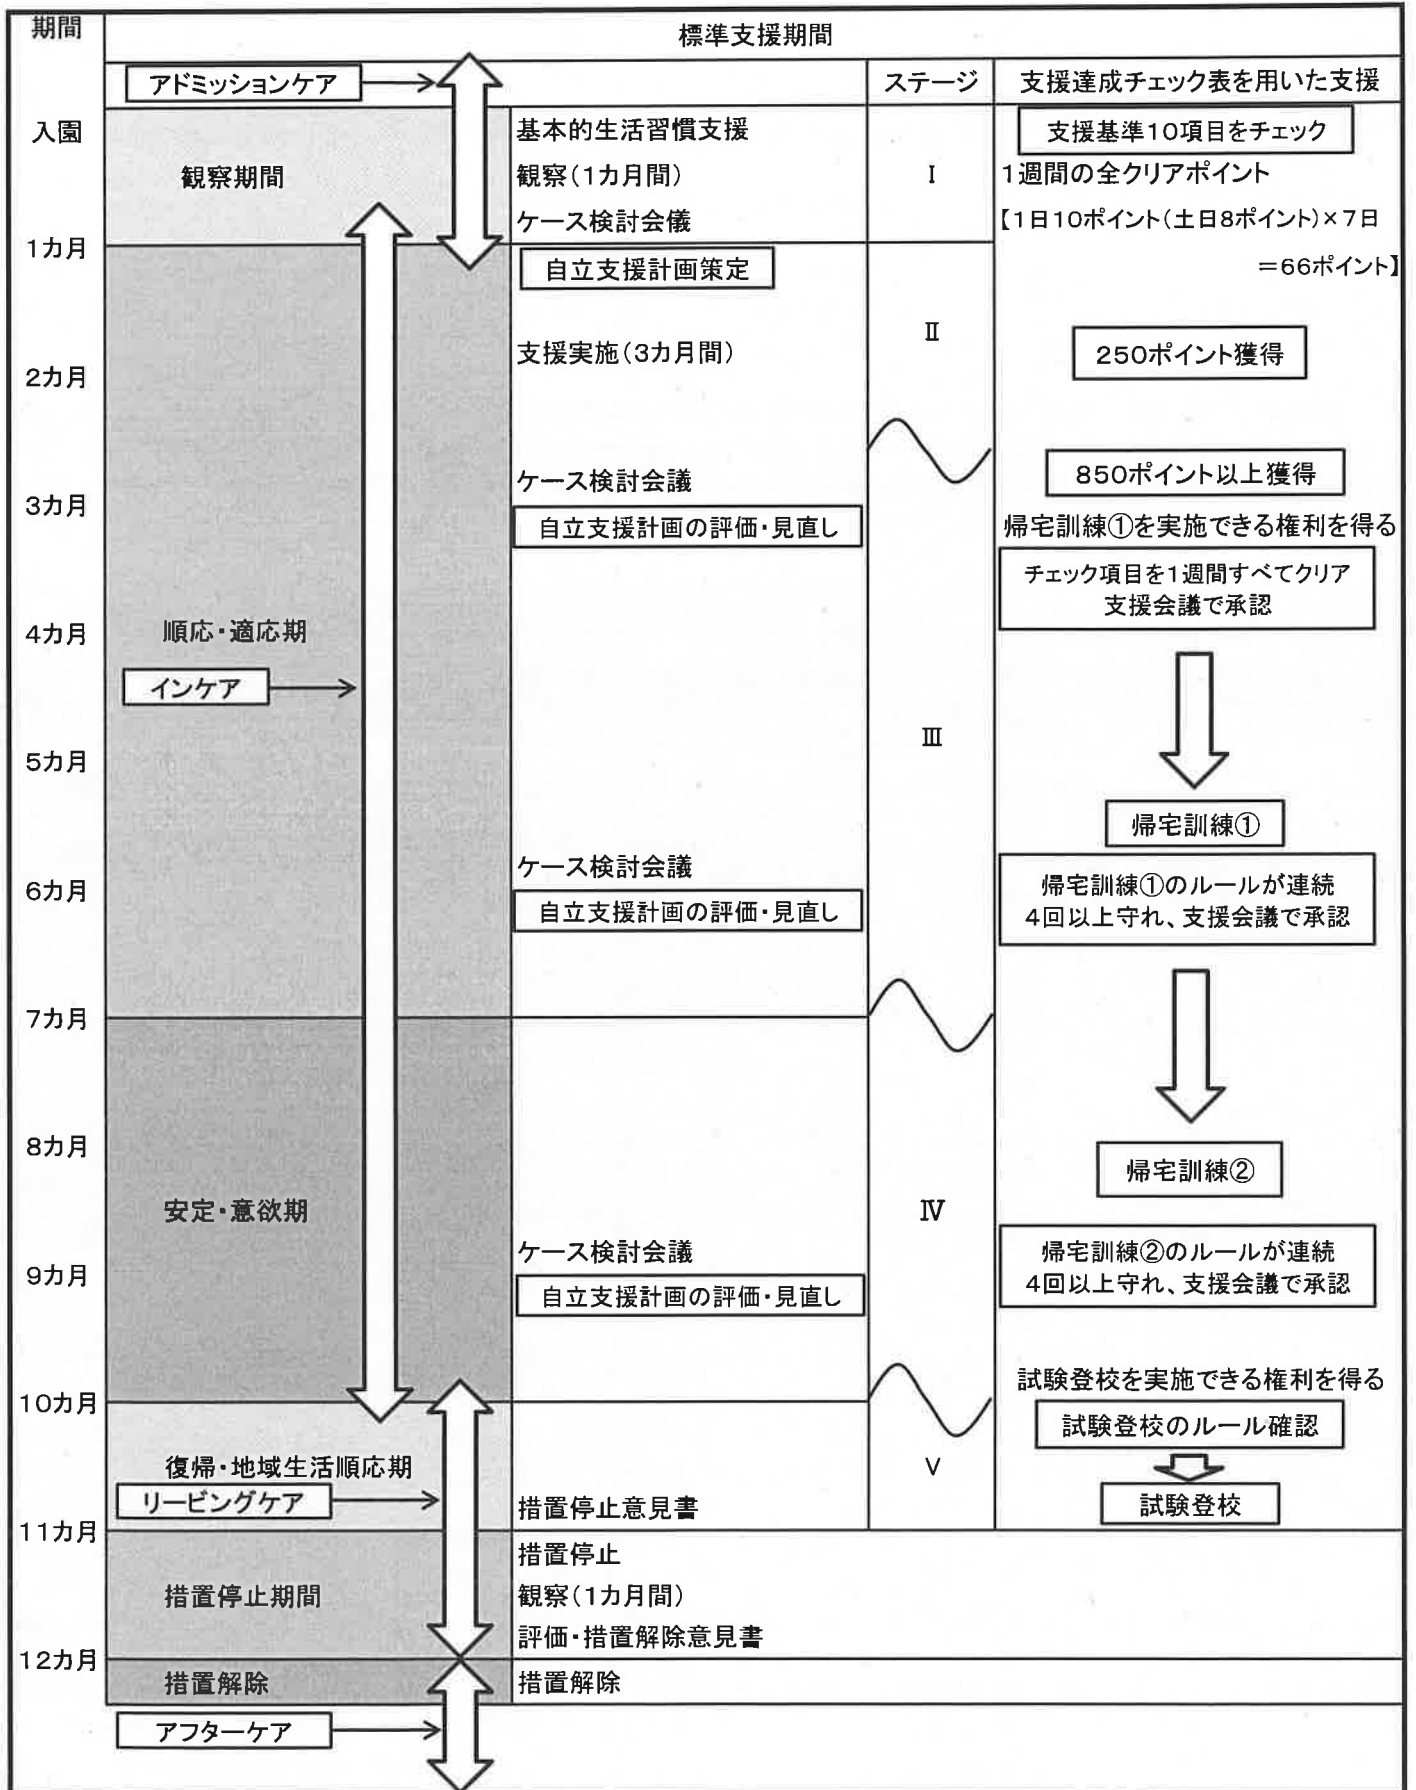 期間
標準支援期間
アドミッションケア
ステージ
支援達成チェック表を用いた支援
入園
観察期間
基本的生活習慣支援
観察(1カ月間)
ケース検討会儀
Ⅰ
支援基準10項目をチェック
1週間の全クリアポイント
【1日10ポイント(土日8ポイント)×7日
=66ポイント】
1カ月
自立支援計画策定
支援実施(3カ月間)
Ⅱ
250ポイント獲得
2カ月
ケース検討会議
850ポイント以上獲得
3カ月
自立支援計画の評価・見直し
帰宅訓練①を実施できる権利を得る
チェック項目を1週間すべてクリア
支援会議で承認
4カ月
順応・適応期
インケア
Ⅲ
5カ月
帰宅訓練①
ケース検討会議
6カ月
自立支援計画の評価・見直し
帰宅訓練①のルールが連続
4回以上守れ、支援会議で承認
7カ月
8カ月
帰宅訓練②
安定・意欲期
Ⅳ
ケース検討会議
9カ月
自立支援計画の評価・見直し
帰宅訓練②のルールが連続
4回以上守れ、支援会議で承認
試験登校を実施できる権利を得る
10カ月
試験登校のルール確認
復帰・地域生活順応期
Ⅴ
リービングケア
措置停止意見書
試験登校
11カ月
措置停止期間
措置停止
観察(1カ月間)
評価・措置解除意見書
12カ月
措置解除
措置解除
アフターケア